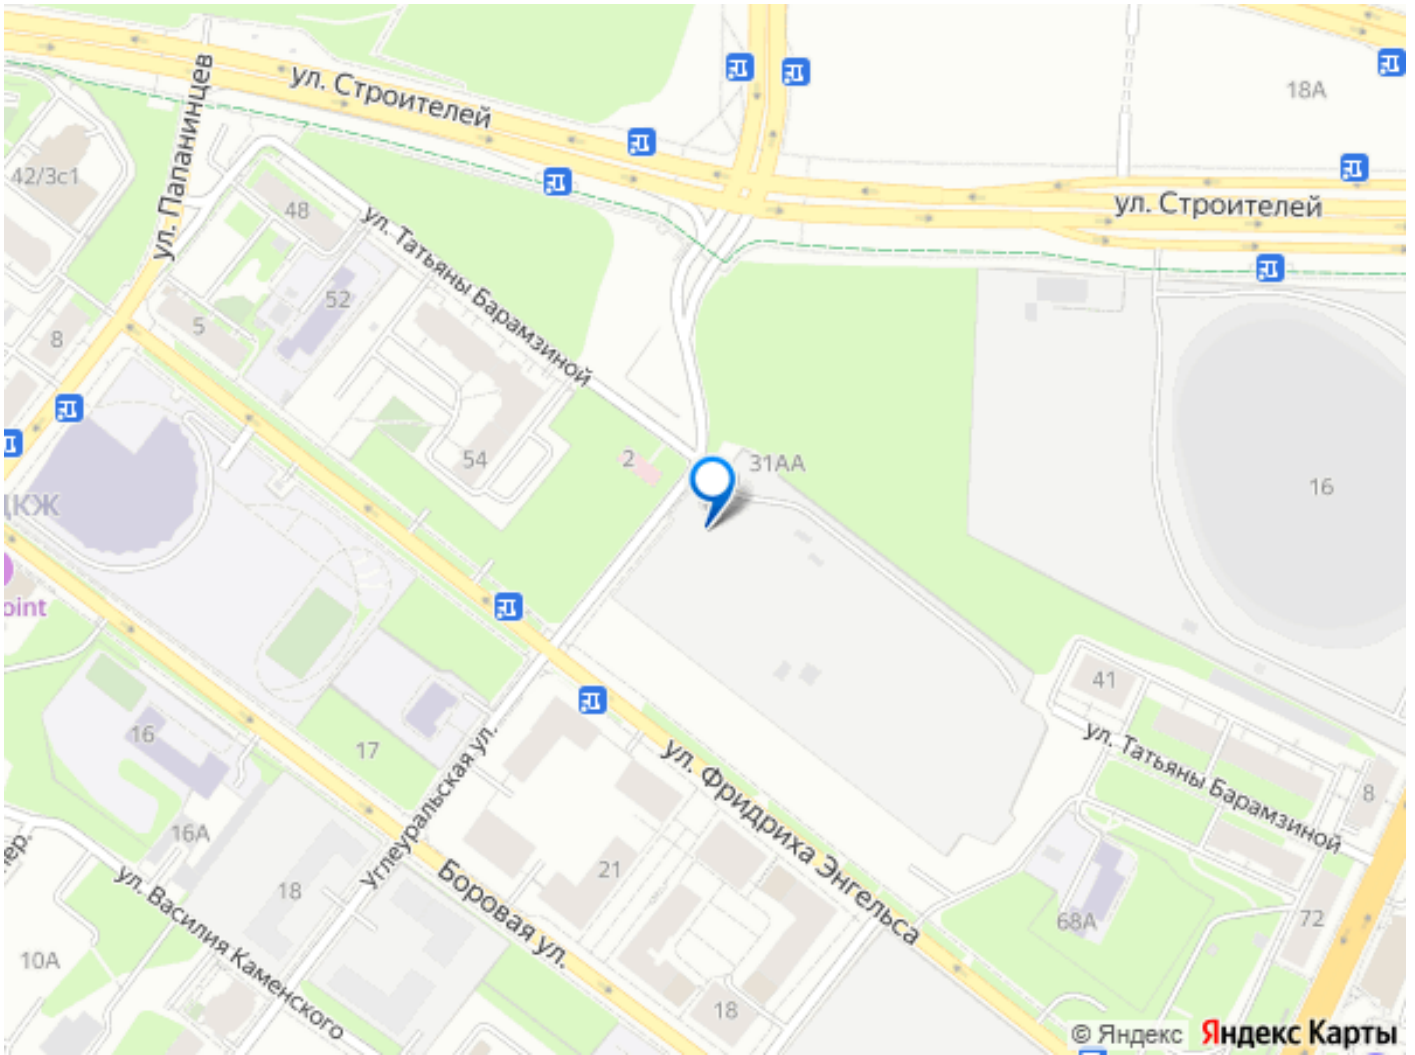 ул. Папанинцев
ул. Строителей
18А
42/3с1
48
ул. Строителей
ул. Татьяны Барамзиной
52
5
8
54
2
31АА
16
ЦКЖ
oint
41
16
17
Углеуральская ул.
ул. Фридриха Энгельса
ул. Татьяны Барамзиной
8
16А
пер.
ул. Василия Каменского
18
Боровая ул.
21
68А
72
10А
18
© Яндекс Яндекс Карты